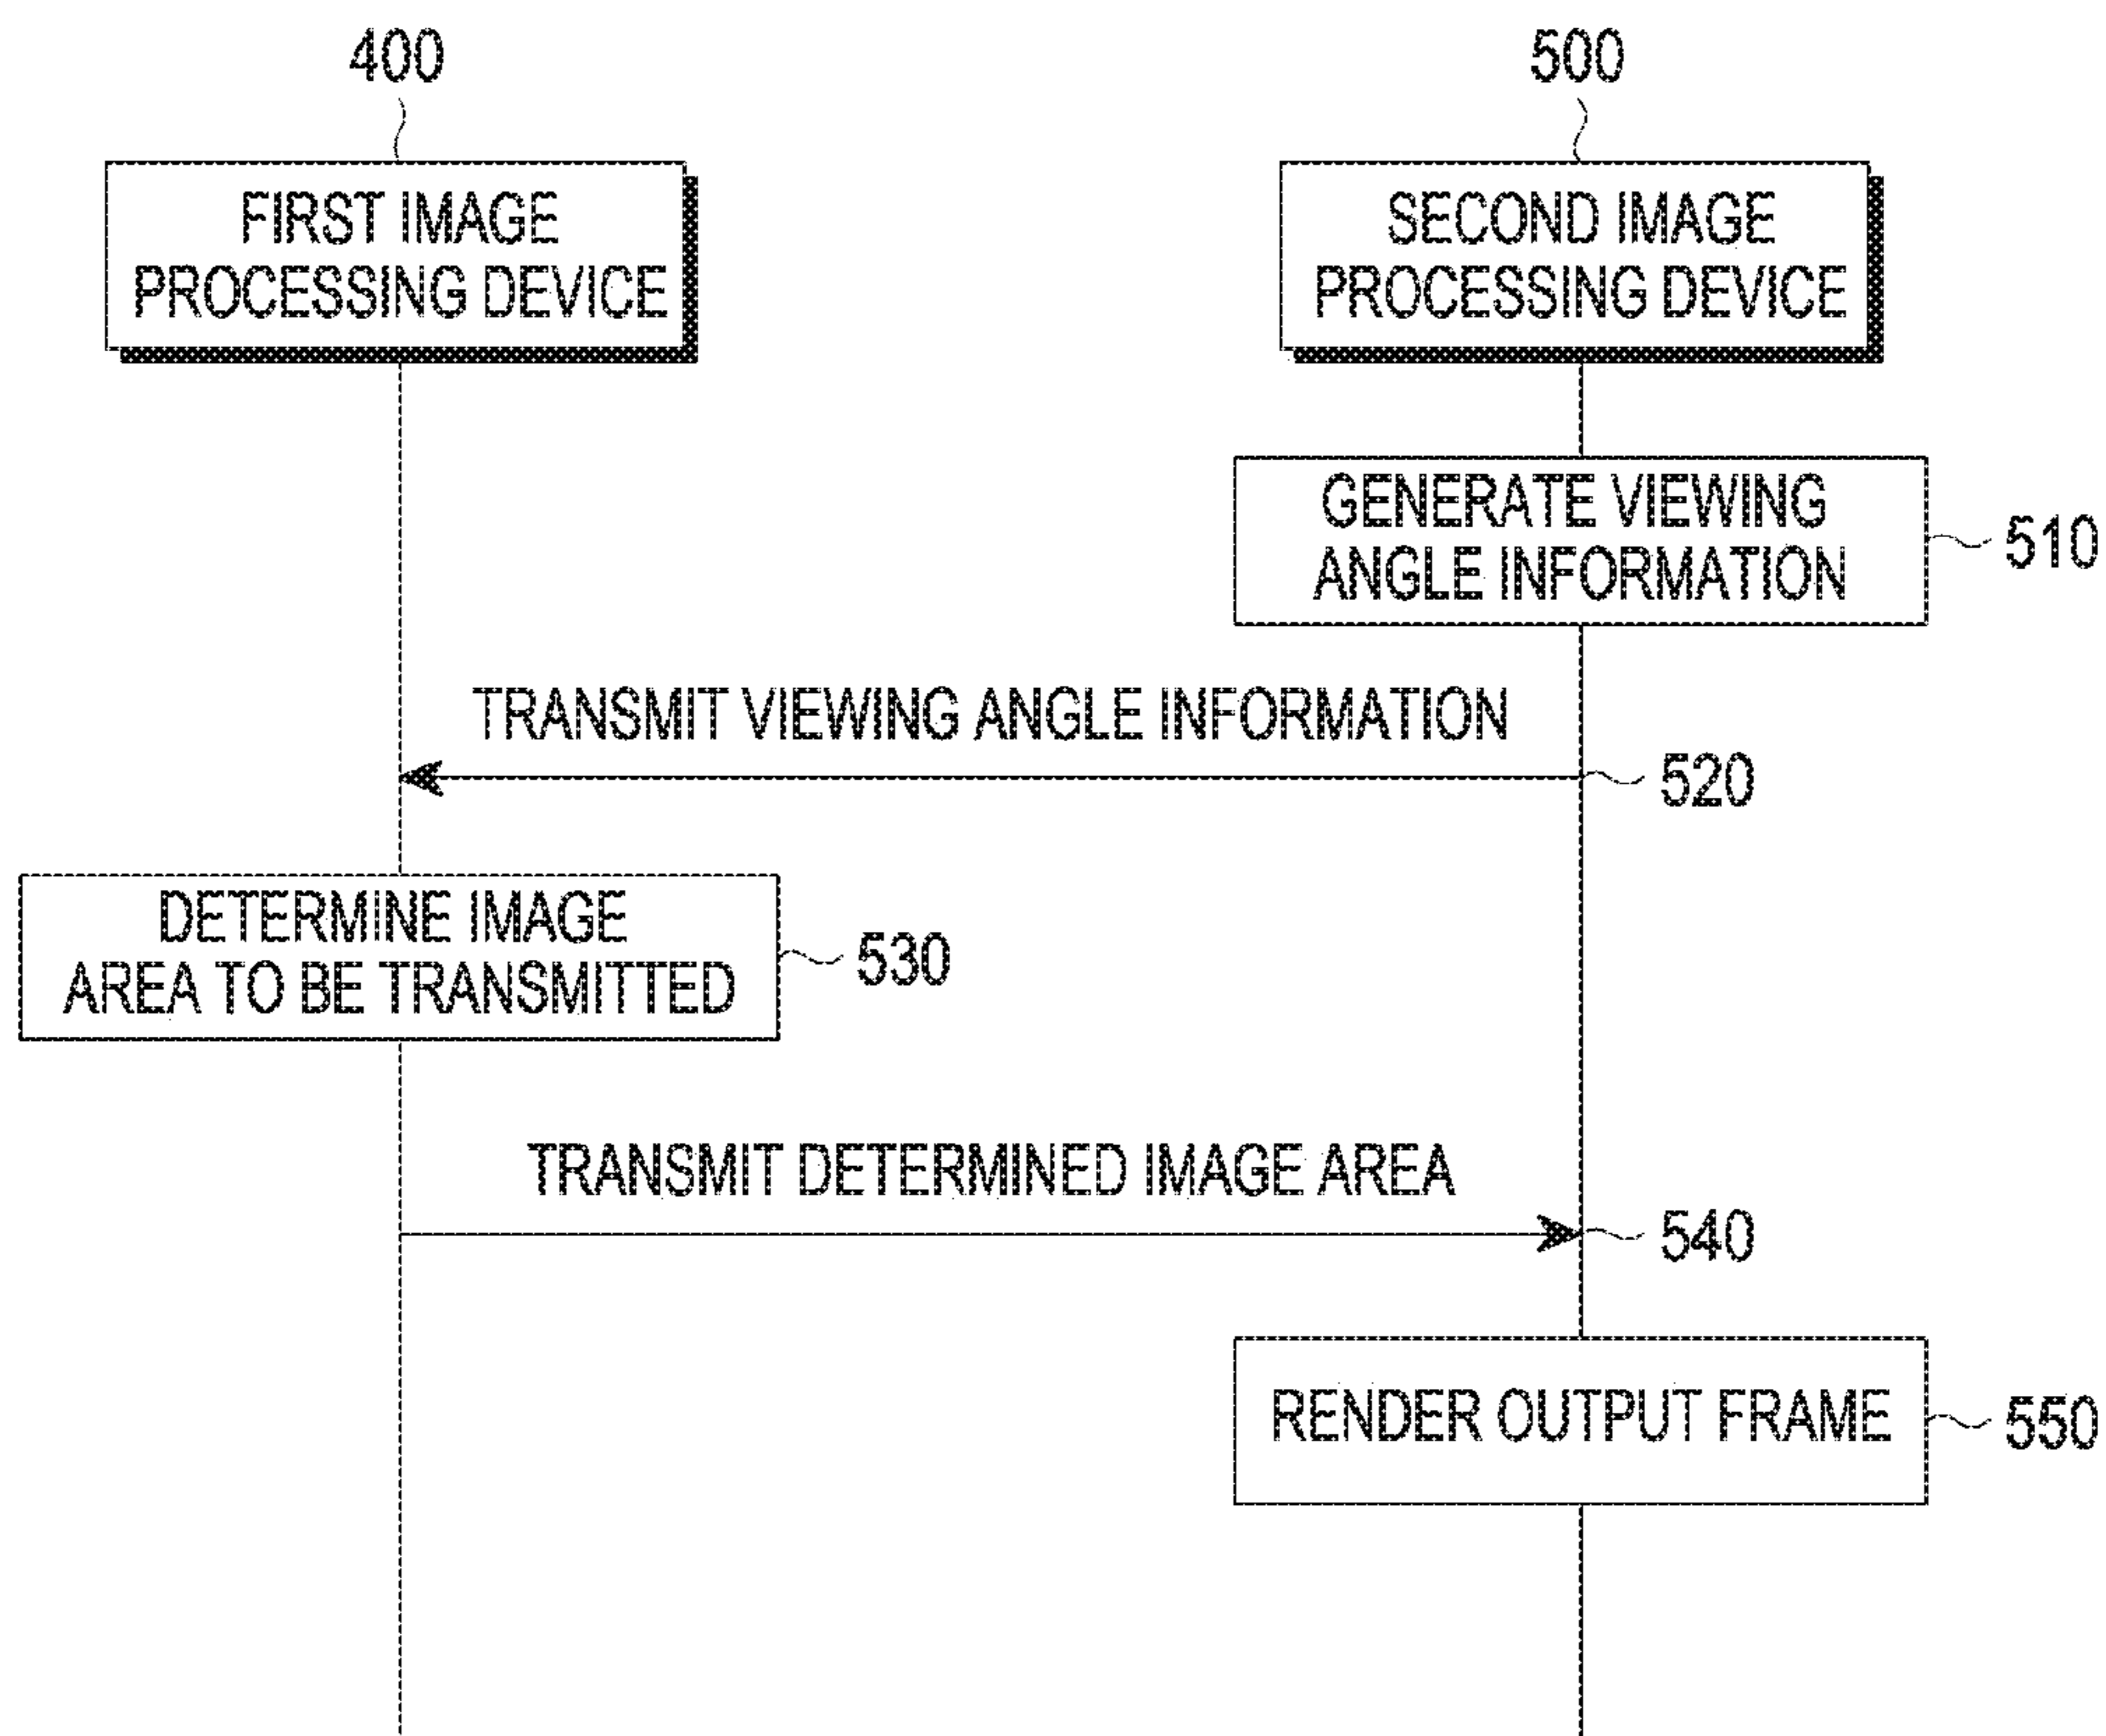 400
500
FIRST IMAGE
PROCESSING DEVICE
SECOND IMAGE
PROCESSING DEVICE
GENERATE VIEWING
ANGLE INFORMATION
510
TRANSMIT VIEWING ANGLE INFORMATION
520
DETERMINE IMAGE
AREA TO BE TRANSMITTED
530
TRANSMIT DETERMINED IMAGE AREA
540
RENDER OUTPUT FRAME
550